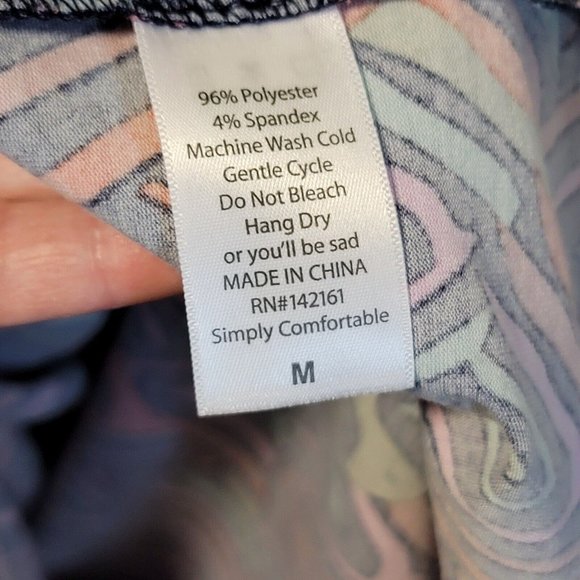 96% Polyester
4% Spandex
Machine Wash Cold
Gentle Cycle
Do Not Bleach
Hang Dry
or you'll be sad
MADE IN CHINA
RN#142161
Simply Comfortable
M